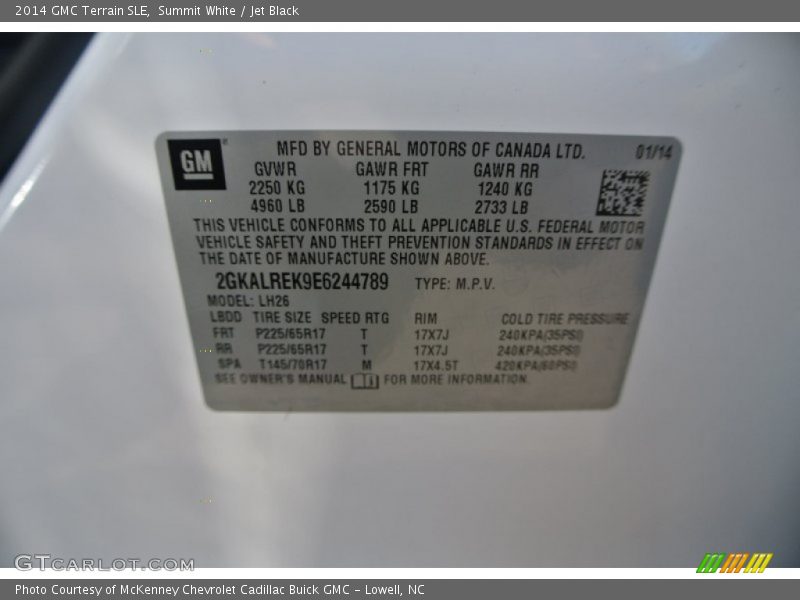 2014 GMC Terrain SLE, Summit White / Jet Black
GM
MFD BY GENERAL MOTORS OF CANADA LTD. 01/14
GVWR GAWR FRT GAWR RR
2250 KG 1175 KG 1240 KG
4960 LB 2590 LB 2733 LB
THIS VEHICLE CONFORMS TO ALL APPLICABLE U.S. FEDERAL MOTOR
VEHICLE SAFETY AND THEFT PREVENTION STANDARDS IN EFFECT ON
THE DATE OF MANUFACTURE SHOWN ABOVE.
2GKALREK9E6244789 TYPE: M.P.V.
MODEL: LH26
LBDD TIRE SIZE SPEED RTG RIM COLD TIRE PRESSURE
FRT P225/65R17 T 17X7J 240KPA(35PSI)
RR P225/65R17 T 17X7J 240KPA(35PSI)
SPA T145/70R17 M 17X4.5T 420KPA(60PSI)
SEE OWNER'S MANUAL FOR MORE INFORMATION.
GTCARLOT.COM
Photo Courtesy of McKenney Chevrolet Cadillac Buick GMC - Lowell, NC